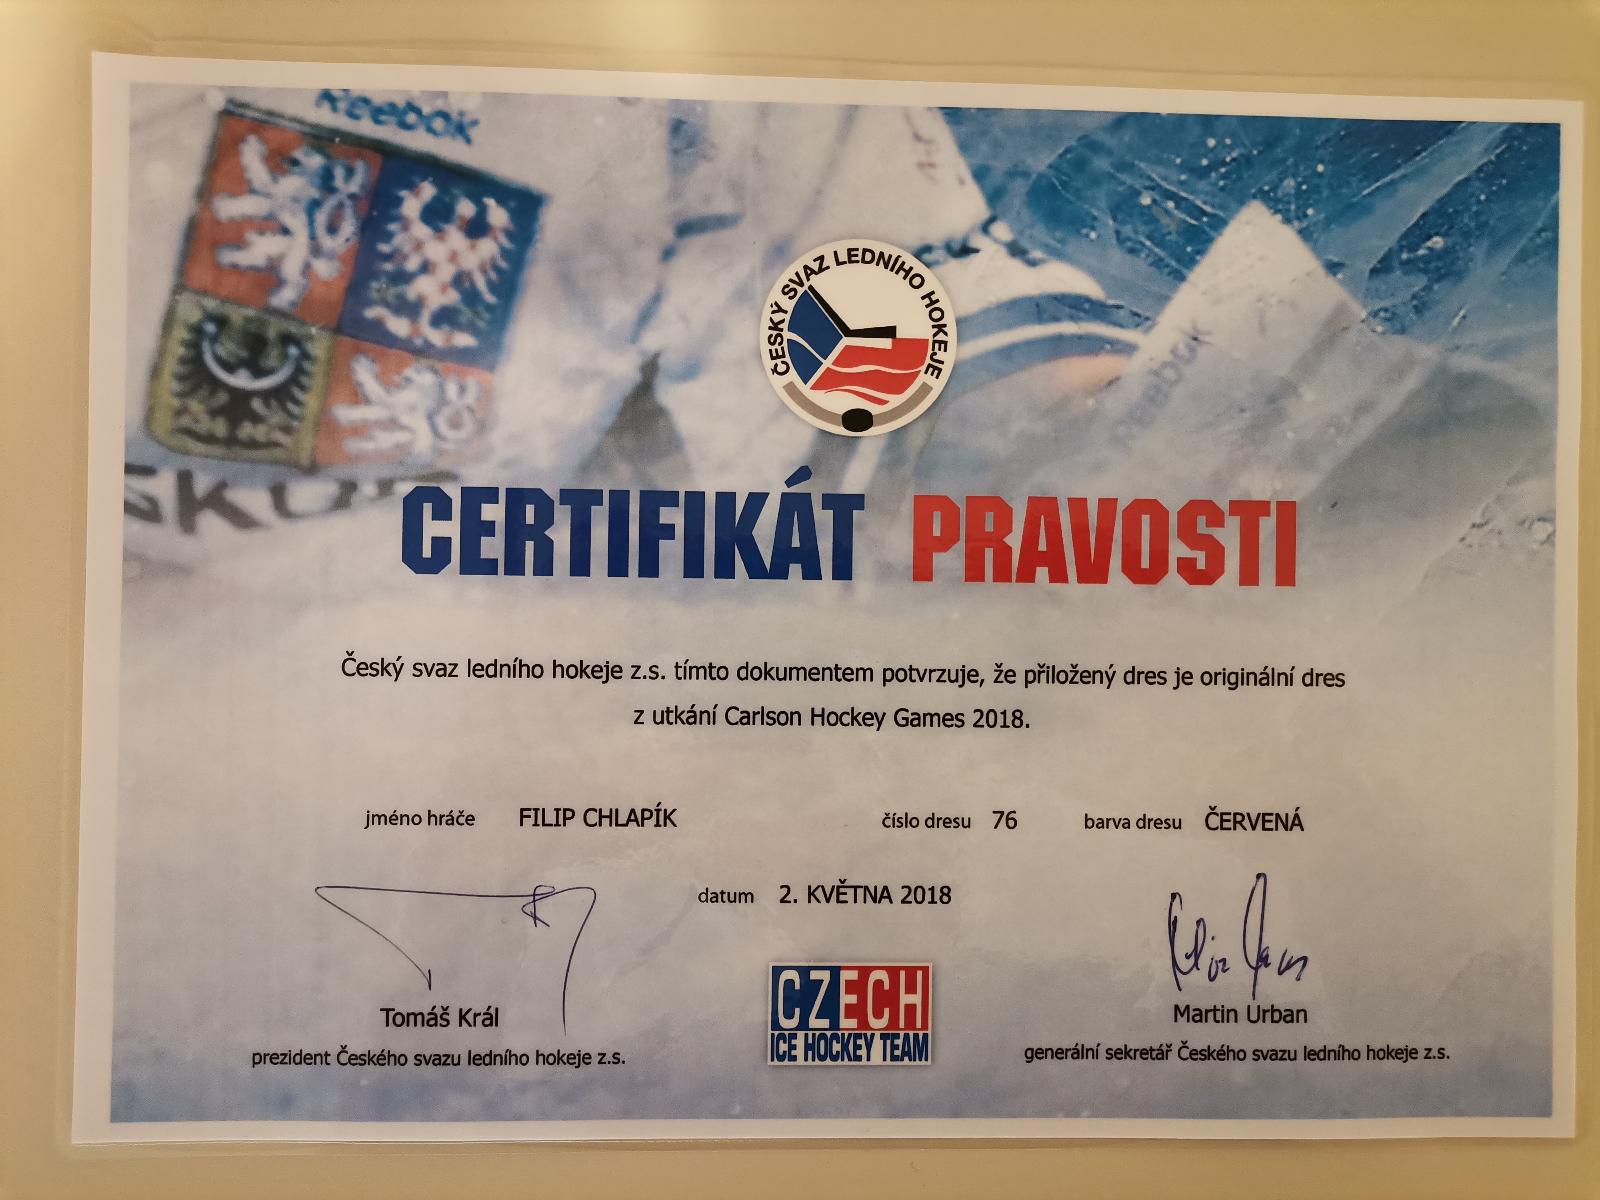 Reebok
ČESKÝ SVAZ LEDNÍHO HOKEJE
Reebok
CERTIFIKÁT PRAVOSTI
Český svaz ledního hokeje z.s. tímto dokumentem potvrzuje, že přiložený dres je originální dres
z utkání Carlson Hockey Games 2018.
jméno hráče FILIP CHLAPÍK číslo dresu 76 barva dresu ČERVENÁ
datum 2. KVĚTNA 2018
Tomáš Král
prezident Českého svazu ledního hokeje z.s.
CZECH
ICE HOCKEY TEAM
Martin Urban
generální sekretář Českého svazu ledního hokeje z.s.